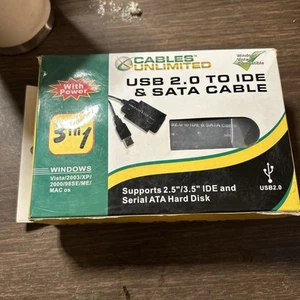 CABLES
UNLIMITED
With
Power
USB 2.0 TO IDE
& SATA CABLE
3 in 1
WINDOWS
Vista/2003/XP/
2000/98SE/ME/
MAC os
Supports 2.5"/3.5" IDE and
Serial ATA Hard Disk
USB2.0